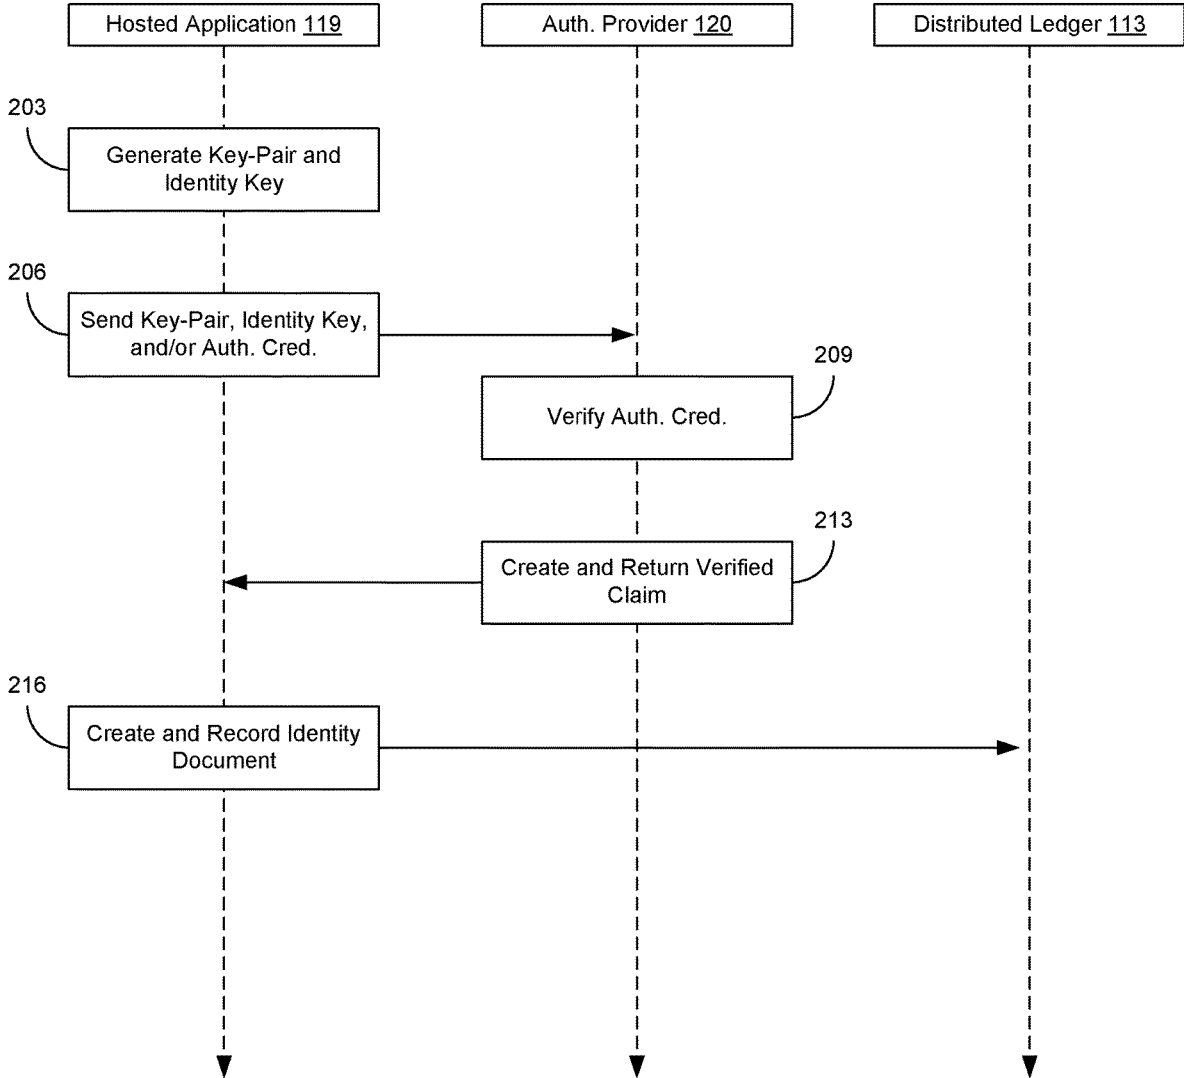 Hosted Application 119
Auth. Provider 120
Distributed Ledger 113
203
Generate Key-Pair and
Identity Key
206
Send Key-Pair, Identity Key,
and/or Auth. Cred.
209
Verify Auth. Cred.
213
Create and Return Verified
Claim
216
Create and Record Identity
Document